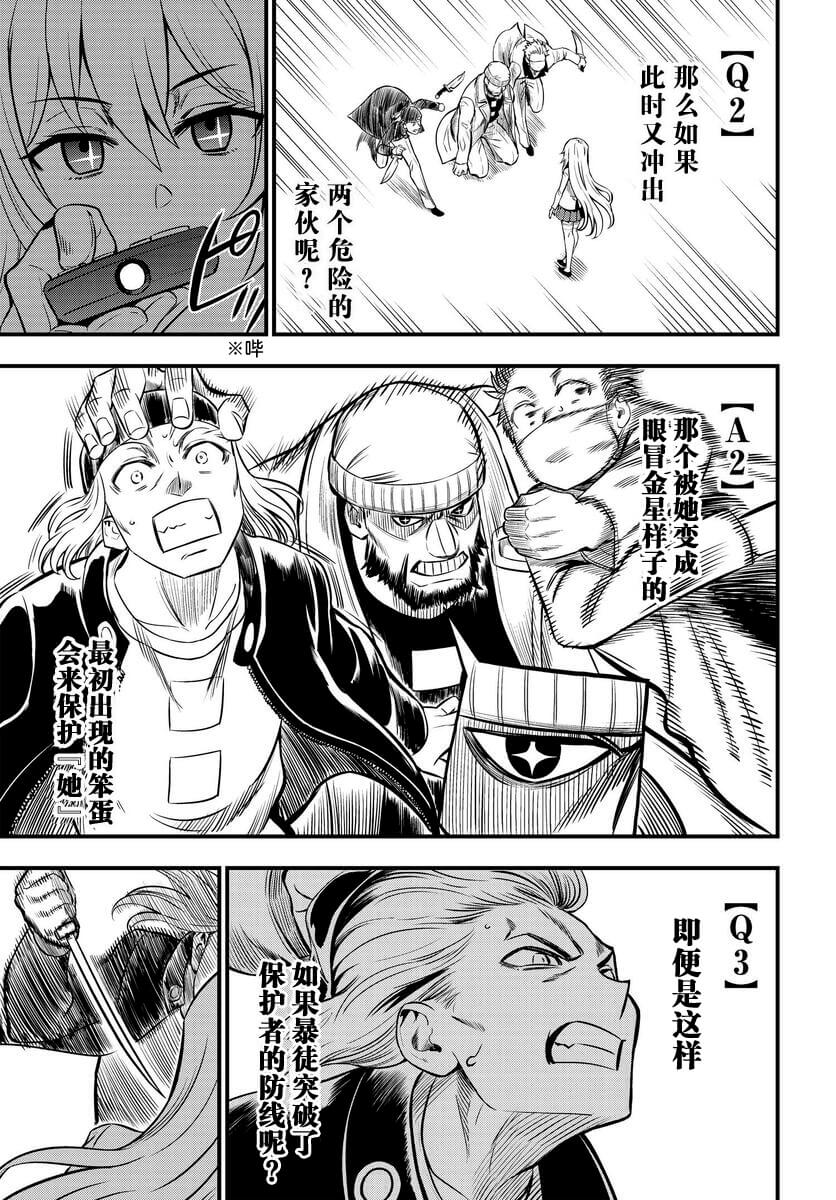 【Q2】
那么如果
此时又冲出
两个危险的
家伙呢？
ピッ
※哔
【A2】
那个被她变成
眼冒金星样子的
最初出现的笨蛋
会来保护『她』
【Q3】
即便是这样
如果暴徒突破了
保护者的防线呢？